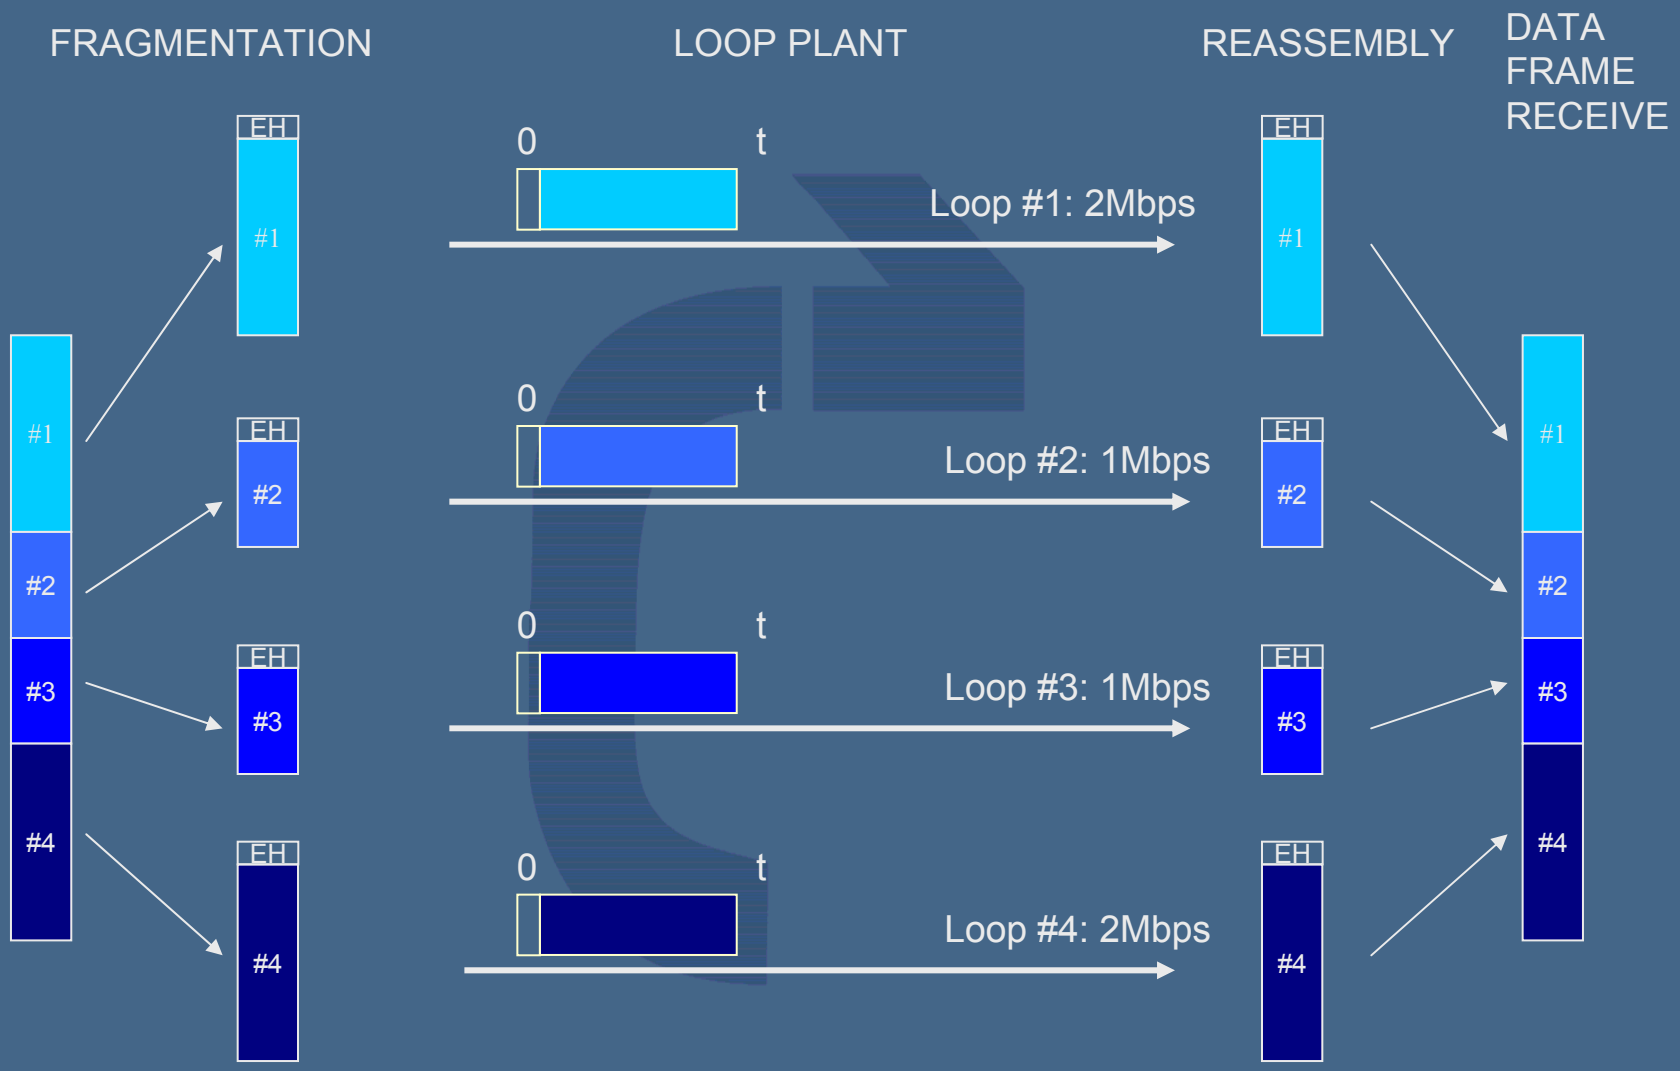 FRAGMENTATION
LOOP PLANT
REASSEMBLY
DATA
FRAME
RECEIVE
EH
#1
0 t
Loop #1: 2Mbps
EH
#1
EH
#2
0 t
Loop #2: 1Mbps
EH
#2
EH
#3
0 t
Loop #3: 1Mbps
EH
#3
EH
#4
0 t
Loop #4: 2Mbps
EH
#4
#1
#2
#3
#4
#1
#2
#3
#4